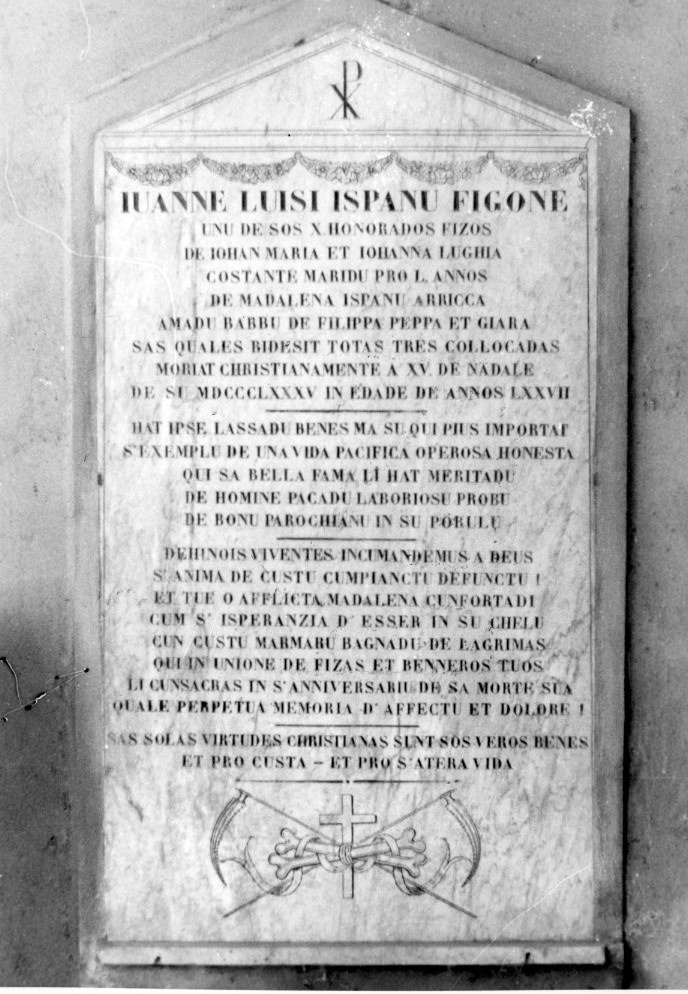 IUANNE LUISI ISPANU FIGONE
UNU DE SOS X HONORADOS FIZOS
DE IOHAN MARIA ET IOHANNA LUGHIA
COSTANTE MARIDU PRO L ANNOS
DE MADALENA ISPANU ARRICCA
AMADU BABBU DE FILIPPA PEPPA ET GIARA
SAS QUALES BIDESIT TOTAS TRES COLLOCADAS
MORIAT CHRISTIANAMENTE A XV. DE NADALE
DE SU MDCCCLXXXV IN EDADE DE ANNOS LXXVII
HAT IPSE LASSADU BENES MA SU QUI PIUS IMPORTAT
S'EXEMPLU DE UNA VIDA PACIFICA OPEROSA HONESTA
QUI SA BELLA FAMA LI HAT MERITADU
DE HOMINE PACADU LABORIOSU PROBU
DE BONU PAROCHIANU IN SU POPULU
DEHINOIS VIVENTES INCUMANDEMUS A DEUS
S'ANIMA DE CUSTU CUMPIANCTU DEFUNCTU !
ET TUE O AFFLICTA MADALENA CUNFORTADI
CUM S' ISPERANZIA D' ESSER IN SU CHELU
CUN CUSTU MARMARU BAGNADU DE LAGRIMAS
QUI IN UNIONE DE FIZAS ET BENNEROS TUOS
LI CUNSACRAS IN S'ANNIVERSARIU DE SA MORTE SUA
QUALE PERPETUA MEMORIA D' AFFECTU ET DOLORE !
SAS SOLAS VIRTUDES CHRISTIANAS SUNT SOS VEROS BENES
ET PRO CUSTA — ET PRO S'ATERA VIDA